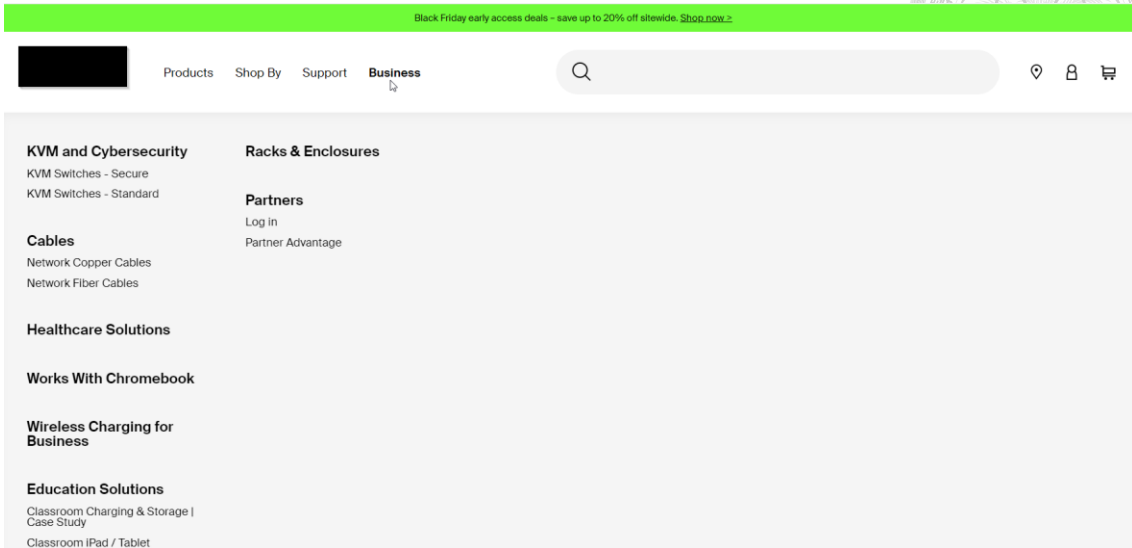 Black Friday early access deals – save up to 20% off sitewide. Shop now >
Products Shop By Support Business
KVM and Cybersecurity
KVM Switches - Secure
KVM Switches - Standard
Cables
Network Copper Cables
Network Fiber Cables
Healthcare Solutions
Works With Chromebook
Wireless Charging for
Business
Education Solutions
Classroom Charging & Storage |
Case Study
Classroom iPad / Tablet
Racks & Enclosures
Partners
Log in
Partner Advantage